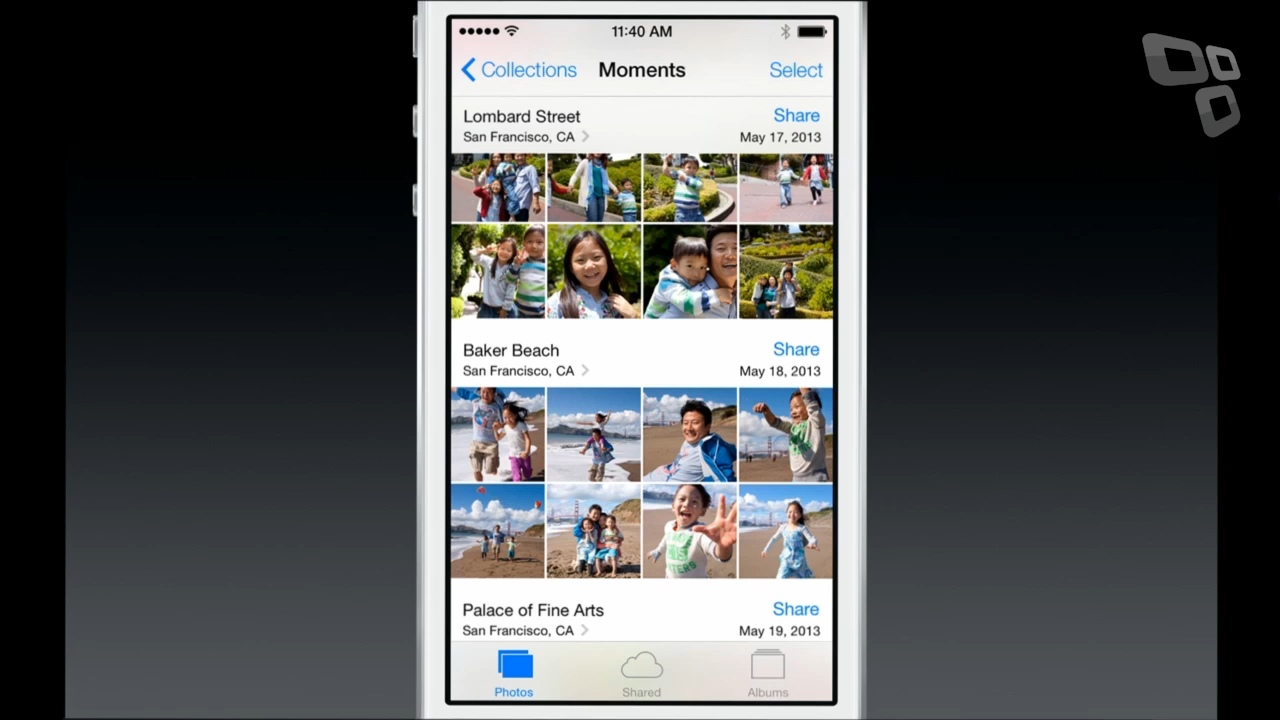 11:40 AM
Collections Moments Select
Lombard Street Share
San Francisco, CA May 17, 2013
Baker Beach Share
San Francisco, CA May 18, 2013
Palace of Fine Arts Share
San Francisco, CA May 19, 2013
Photos Shared Albums